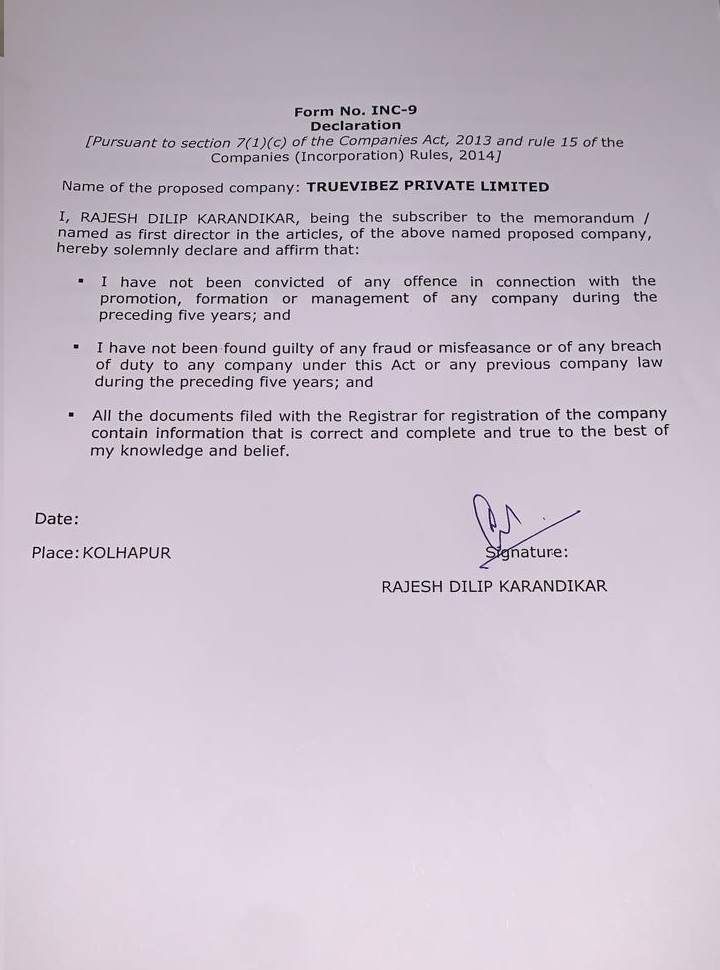 Form No. INC-9
Declaration
[Pursuant to section 7(1)(c) of the Companies Act, 2013 and rule 15 of the
Companies (Incorporation) Rules, 2014]
Name of the proposed company: TRUEVIBEZ PRIVATE LIMITED
I, RAJESH DILIP KARANDIKAR, being the subscriber to the memorandum /
named as first director in the articles, of the above named proposed company,
hereby solemnly declare and affirm that:
▪ I have not been convicted of any offence in connection with the
promotion, formation or management of any company during the
preceding five years; and
▪ I have not been found guilty of any fraud or misfeasance or of any breach
of duty to any company under this Act or any previous company law
during the preceding five years; and
▪ All the documents filed with the Registrar for registration of the company
contain information that is correct and complete and true to the best of
my knowledge and belief.
Date:
Place: KOLHAPUR
Signature:
RAJESH DILIP KARANDIKAR